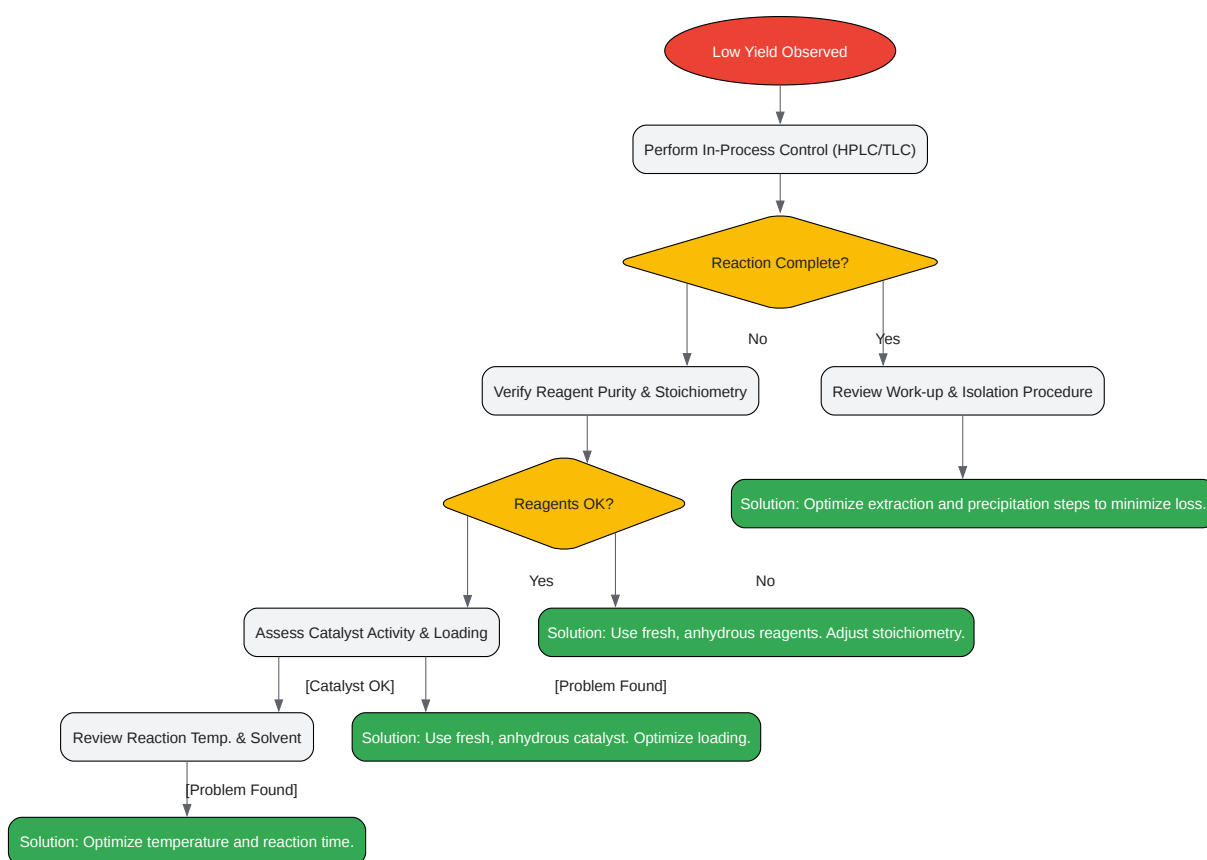 Low Yield Observed
Perform In-Process Control (HPLC/TLC)
Reaction Complete?
No
Yes
Verify Reagent Purity & Stoichiometry
Review Work-up & Isolation Procedure
Reagents OK?
Solution: Optimize extraction and precipitation steps to minimize loss.
Yes
No
Assess Catalyst Activity & Loading
Solution: Use fresh, anhydrous reagents. Adjust stoichiometry.
[Catalyst OK]
[Problem Found]
Review Reaction Temp. & Solvent
Solution: Use fresh, anhydrous catalyst. Optimize loading.
[Problem Found]
Solution: Optimize temperature and reaction time.